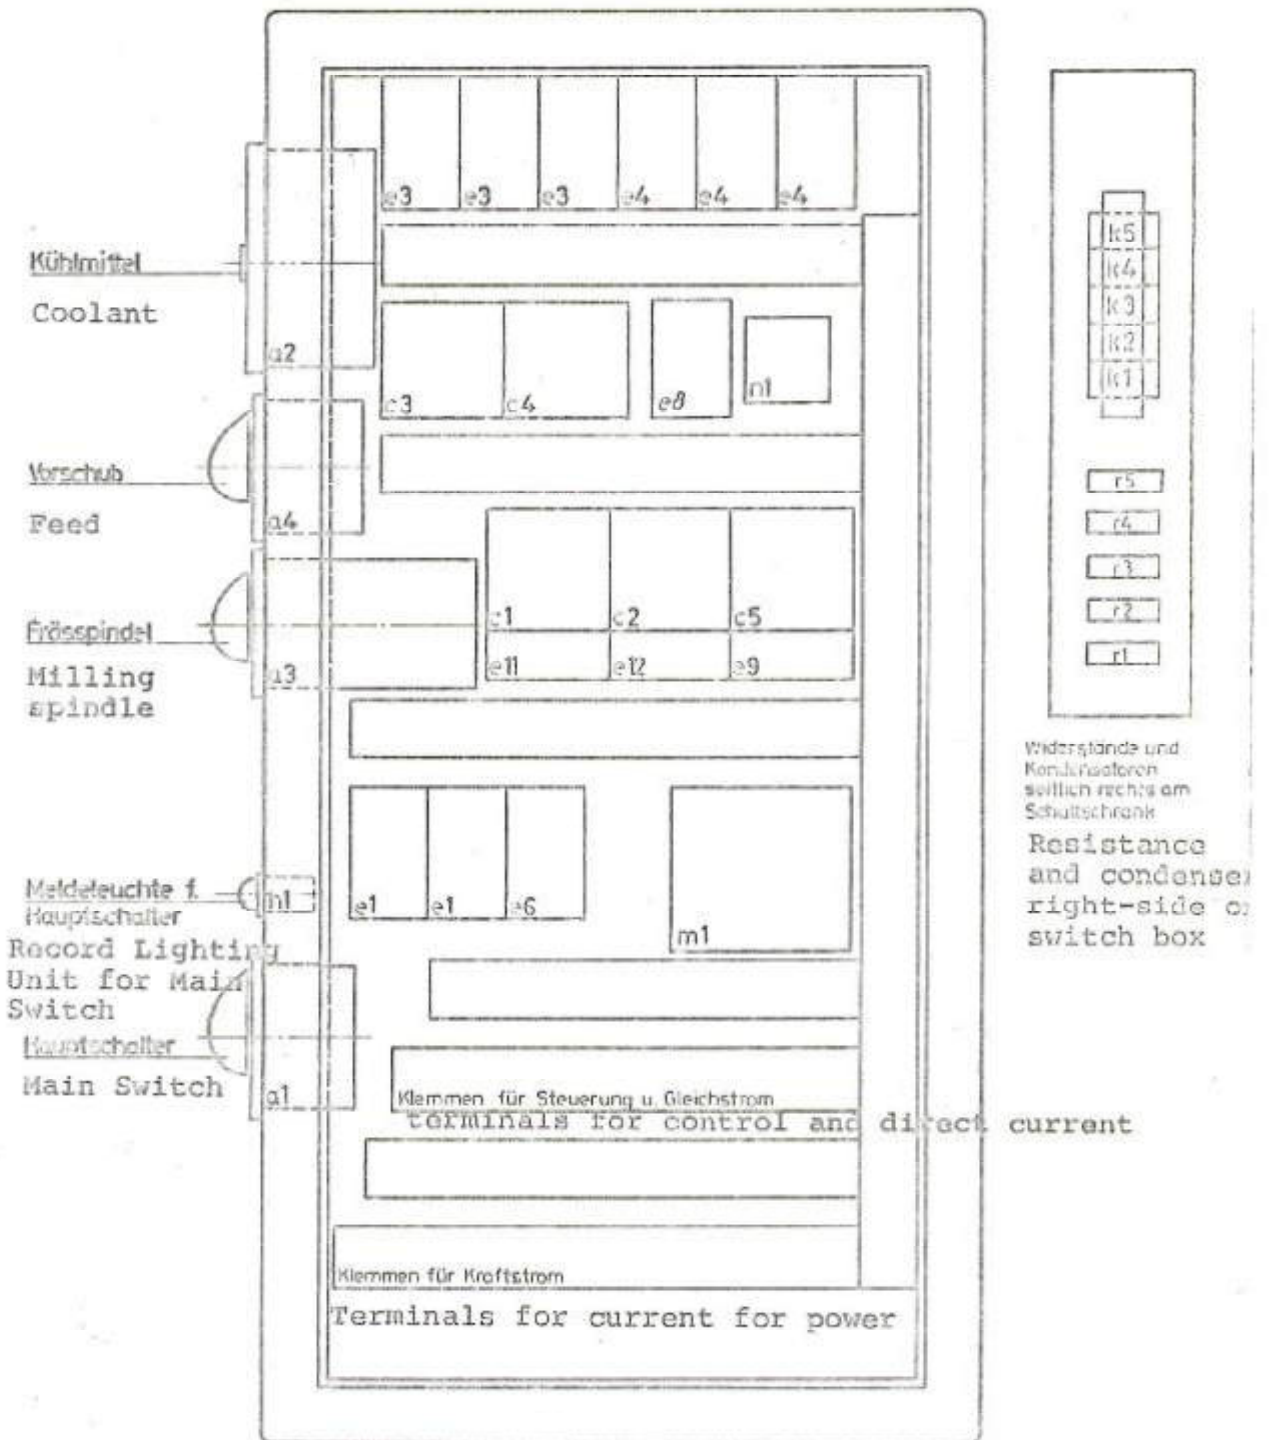 e3 e3 e3 e4 e4 e4
Kühlmittel
Coolant
a2
c3 c4 e8 n1
Vorschub
Feed
a4
c1 c2 c5
e11 e12 e9
Frässpindel
Milling
spindle
a3
Meldeleuchte f.
Hauptschalter
Record Lighting
Unit for Main
Switch
h1
e1 e1 e6
m1
Hauptschalter
Main Switch
a1
Klemmen für Steuerung u. Gleichstrom
terminals for control and direct current
Klemmen für Kraftstrom
Terminals for current for power
k5
k4
k3
k2
k1
r5
r4
r3
r2
r1
Widerstände und
Kondensatoren
seitlich rechts am
Schaltschrank
Resistance
and condenser
right-side o
switch box